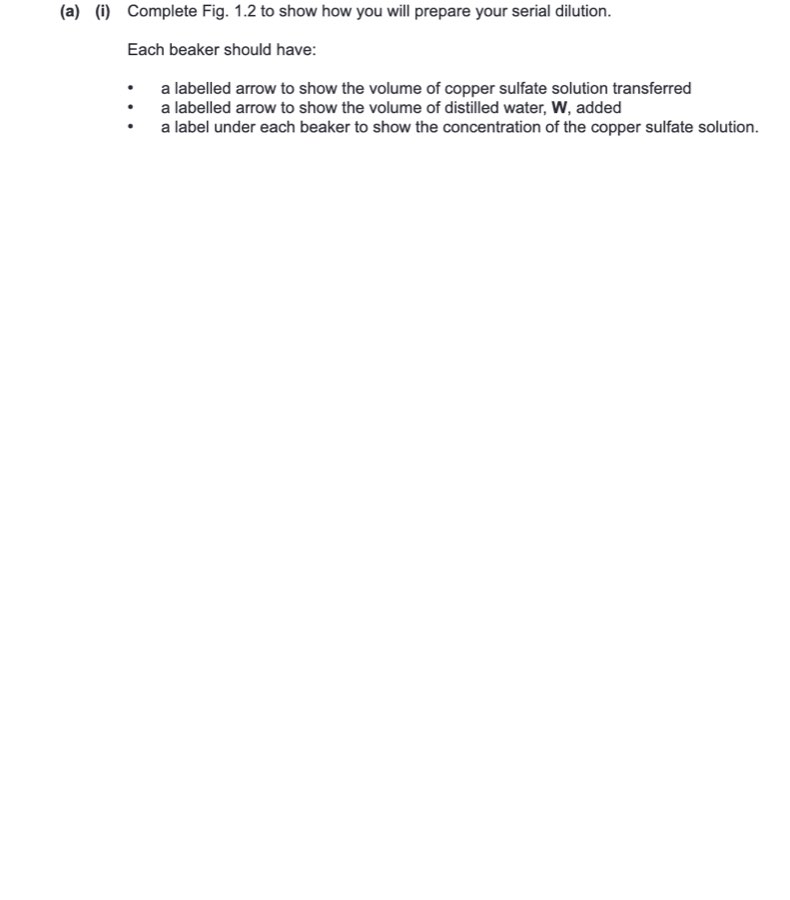 (a) (i) Complete Fig. 1.2 to show how you will prepare your serial dilution.
Each beaker should have:
• a labelled arrow to show the volume of copper sulfate solution transferred
• a labelled arrow to show the volume of distilled water, W, added
• a label under each beaker to show the concentration of the copper sulfate solution.